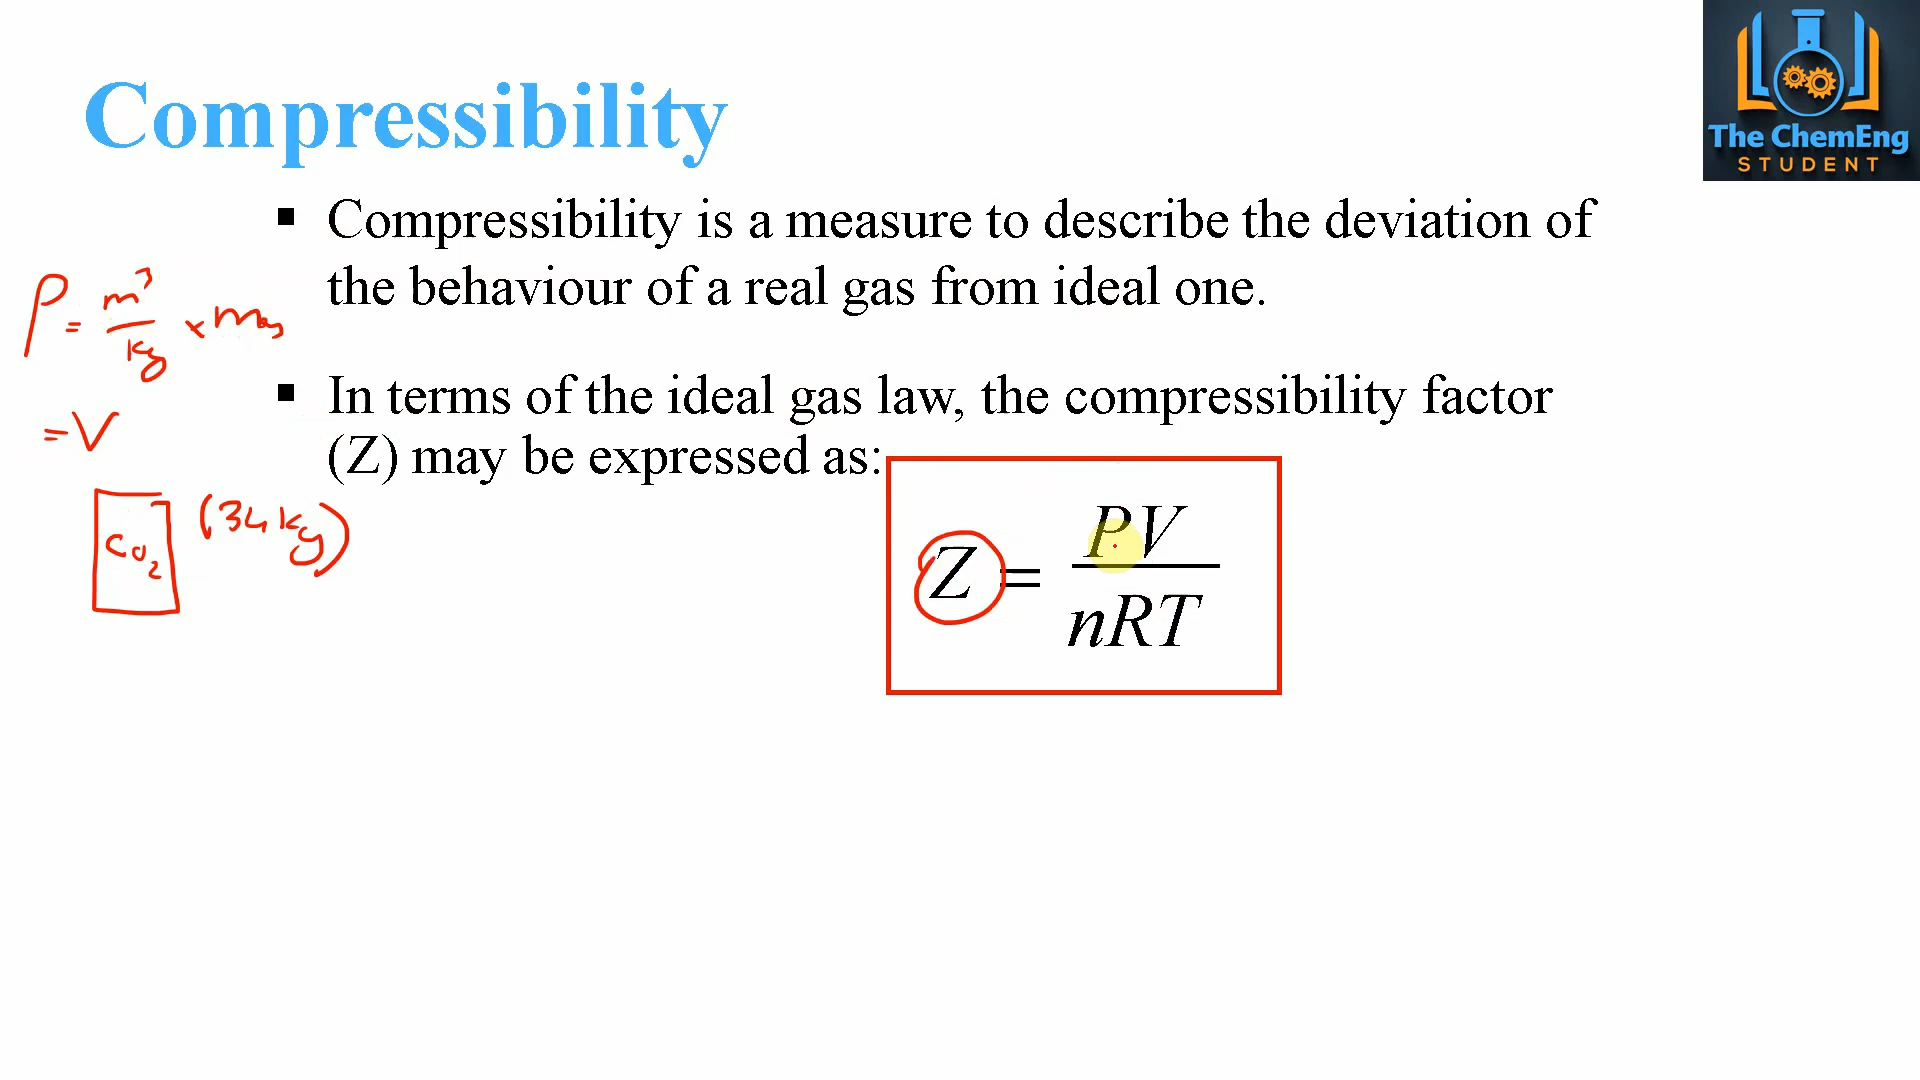 Compressibility
The ChemEng
STUDENT
▪ Compressibility is a measure to describe the deviation of
the behaviour of a real gas from ideal one.
ρ = m³/kg × mas
= V
▪ In terms of the ideal gas law, the compressibility factor
(Z) may be expressed as:
CO₂ (34 kg)
Z = PV/nRT